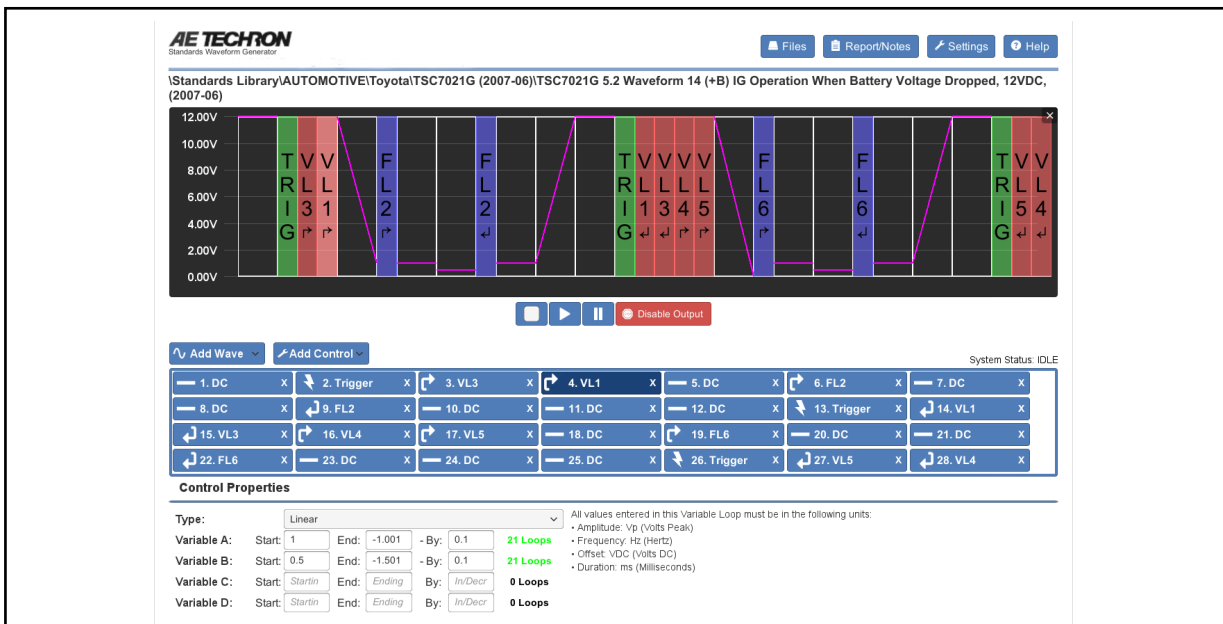 AE TECHRON
Standards Waveform Generator
Files
Report/Notes
Settings
Help
\Standards Library\AUTOMOTIVE\Toyota\TSC7021G (2007-06)\TSC7021G 5.2 Waveform 14 (+B) IG Operation When Battery Voltage Dropped, 12VDC,
(2007-06)
12.00V
10.00V
8.00V
6.00V
4.00V
2.00V
0.00V
TRIG
VL3
VL1
FL2
FL2
TRIG
VL1
VL3
VL4
VL5
FL6
FL6
TRIG
VL5
VL4
Disable Output
Add Wave
Add Control
System Status: IDLE
1. DC X
2. Trigger X
3. VL3 X
4. VL1 X
5. DC X
6. FL2 X
7. DC X
8. DC X
9. FL2 X
10. DC X
11. DC X
12. DC X
13. Trigger X
14. VL1 X
15. VL3 X
16. VL4 X
17. VL5 X
18. DC X
19. FL6 X
20. DC X
21. DC X
22. FL6 X
23. DC X
24. DC X
25. DC X
26. Trigger X
27. VL5 X
28. VL4 X
Control Properties
Type: Linear
Variable A: Start: 1 End: -1.001 - By: 0.1 21 Loops
Variable B: Start: 0.5 End: -1.501 - By: 0.1 21 Loops
Variable C: Start: Startin End: Ending By: In/Decr 0 Loops
Variable D: Start: Startin End: Ending By: In/Decr 0 Loops
All values entered in this Variable Loop must be in the following units:
• Amplitude: Vp (Volts Peak)
• Frequency: Hz (Hertz)
• Offset: VDC (Volts DC)
• Duration: ms (Milliseconds)